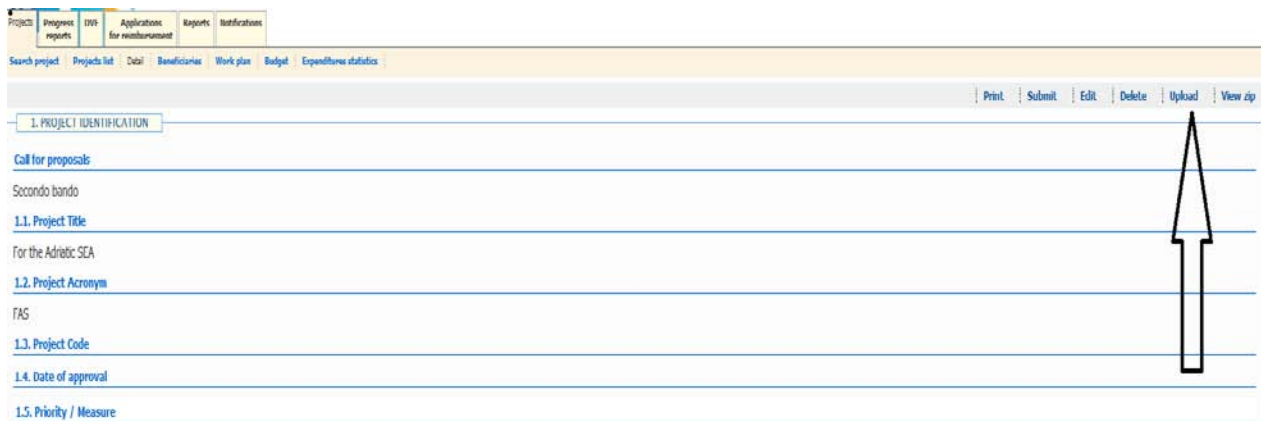 Projects Progress reports DVF Applications for reimbursement Reports Notifications
Search project Projects list Detail Beneficiaries Work plan Budget Expenditures statistics
Print Submit Edit Delete Upload View zip
1. PROJECT IDENTIFICATION
Call for proposals
Secondo bando
1.1. Project Title
For the Adriatic SEA
1.2. Project Acronym
FAS
1.3. Project Code
1.4. Date of approval
1.5. Priority / Measure